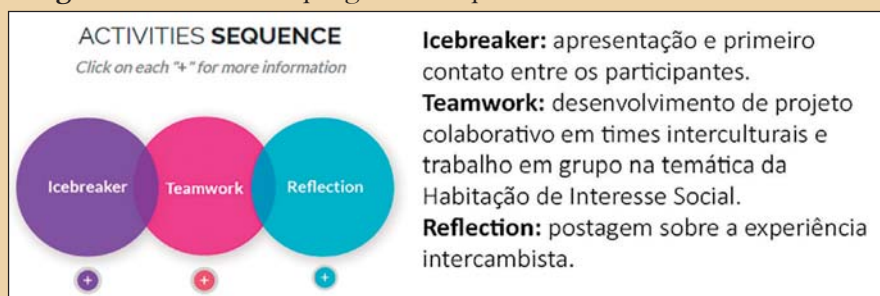 ACTIVITIES SEQUENCE
Click on each "+" for more information
Icebreaker
Teamwork
Reflection
+
+
+
Icebreaker: apresentação e primeiro
contato entre os participantes.
Teamwork: desenvolvimento de projeto
colaborativo em times interculturais e
trabalho em grupo na temática da
Habitação de Interesse Social.
Reflection: postagem sobre a experiência
intercambista.